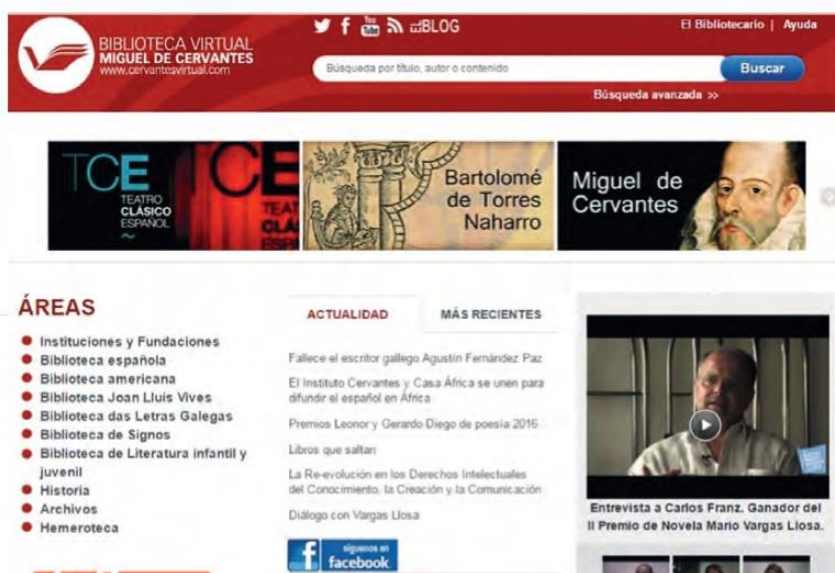 BIBLIOTECA VIRTUAL
MIGUEL DE CERVANTES
www.cervantesvirtual.com
You
Tube
BLOG
El Bibliotecario | Ayuda
Búsqueda por título, autor o contenido
Buscar
Búsqueda avanzada >>
TCE
TEATRO
CLÁSICO
ESPAÑOL
CE
Bartolomé
de Torres
Naharro
Miguel de
Cervantes
ÁREAS
Instituciones y Fundaciones
Biblioteca española
Biblioteca americana
Biblioteca Joan Lluís Vives
Biblioteca das Letras Galegas
Biblioteca de Signos
Biblioteca de Literatura infantil y
juvenil
Historia
Archivos
Hemeroteca
ACTUALIDAD
MÁS RECIENTES
Fallece el escritor gallego Agustín Fernández Paz
El Instituto Cervantes y Casa África se unen para
difundir el español en África
Premios Leonor y Gerardo Diego de poesía 2016
Libros que saltan
La Re-evolución en los Derechos Intelectuales
del Conocimiento, la Creación y la Comunicación
Diálogo con Vargas Llosa
f síguenos en
facebook
Entrevista a Carlos Franz. Ganador del
II Premio de Novela Mario Vargas Llosa.